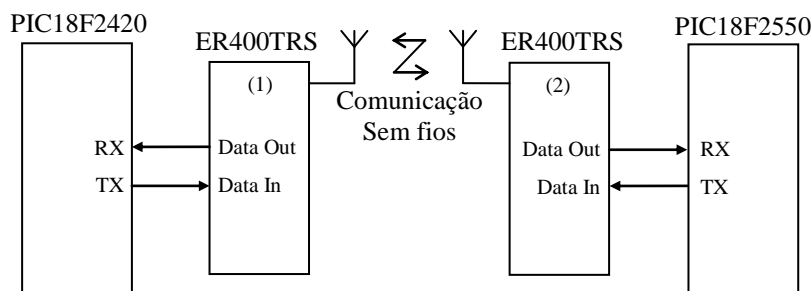 PIC18F2420
ER400TRS
ER400TRS
PIC18F2550
(1)
(2)
Comunicação
Sem fios
RX
Data Out
Data Out
RX
TX
Data In
Data In
TX